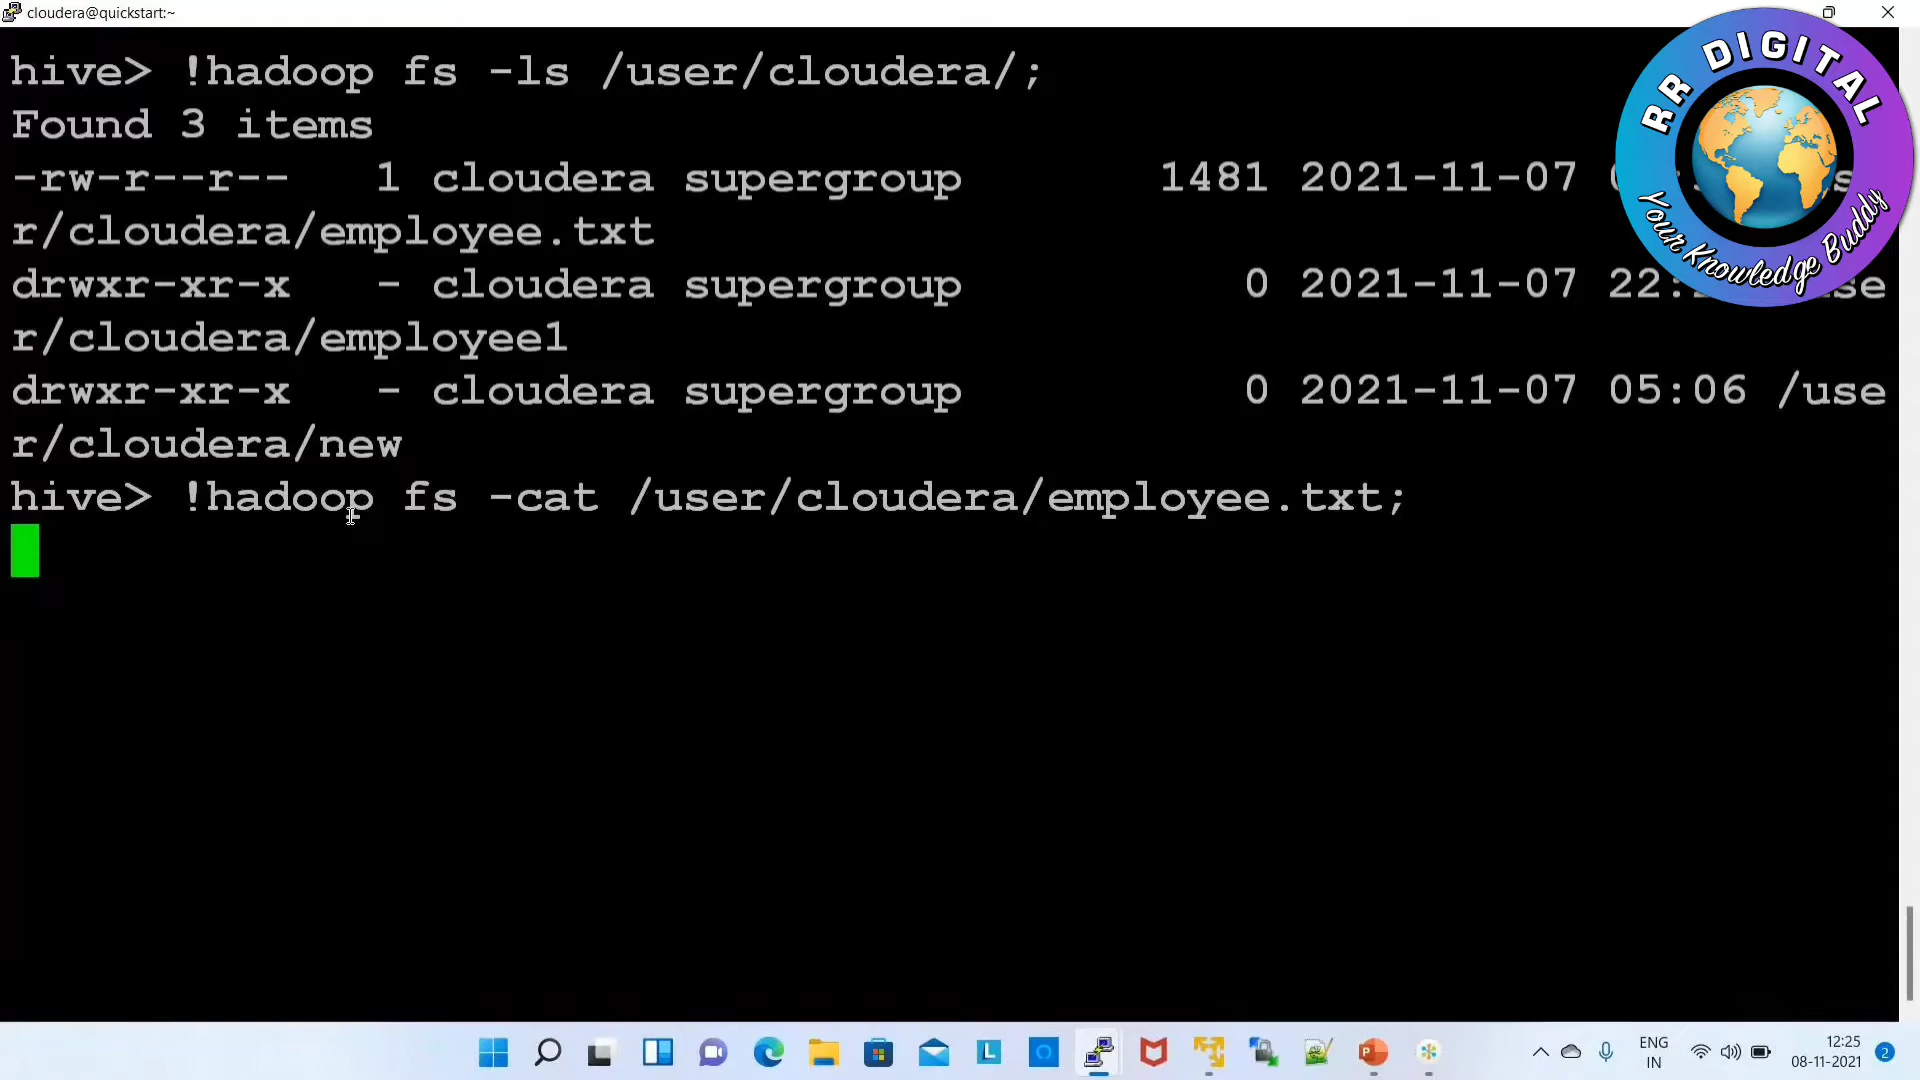 cloudera@quickstart:~
hive> !hadoop fs -ls /user/cloudera/;
Found 3 items
-rw-r--r--   1 cloudera supergroup       1481 2021-11-07
r/cloudera/employee.txt
drwxr-xr-x   - cloudera supergroup          0 2021-11-07 22: se
r/cloudera/employee1
drwxr-xr-x   - cloudera supergroup          0 2021-11-07 05:06 /use
r/cloudera/new
hive> !hadoop fs -cat /user/cloudera/employee.txt;
RR DIGITAL
Your Knowledge Buddy
ENG
IN
12:25
08-11-2021
2